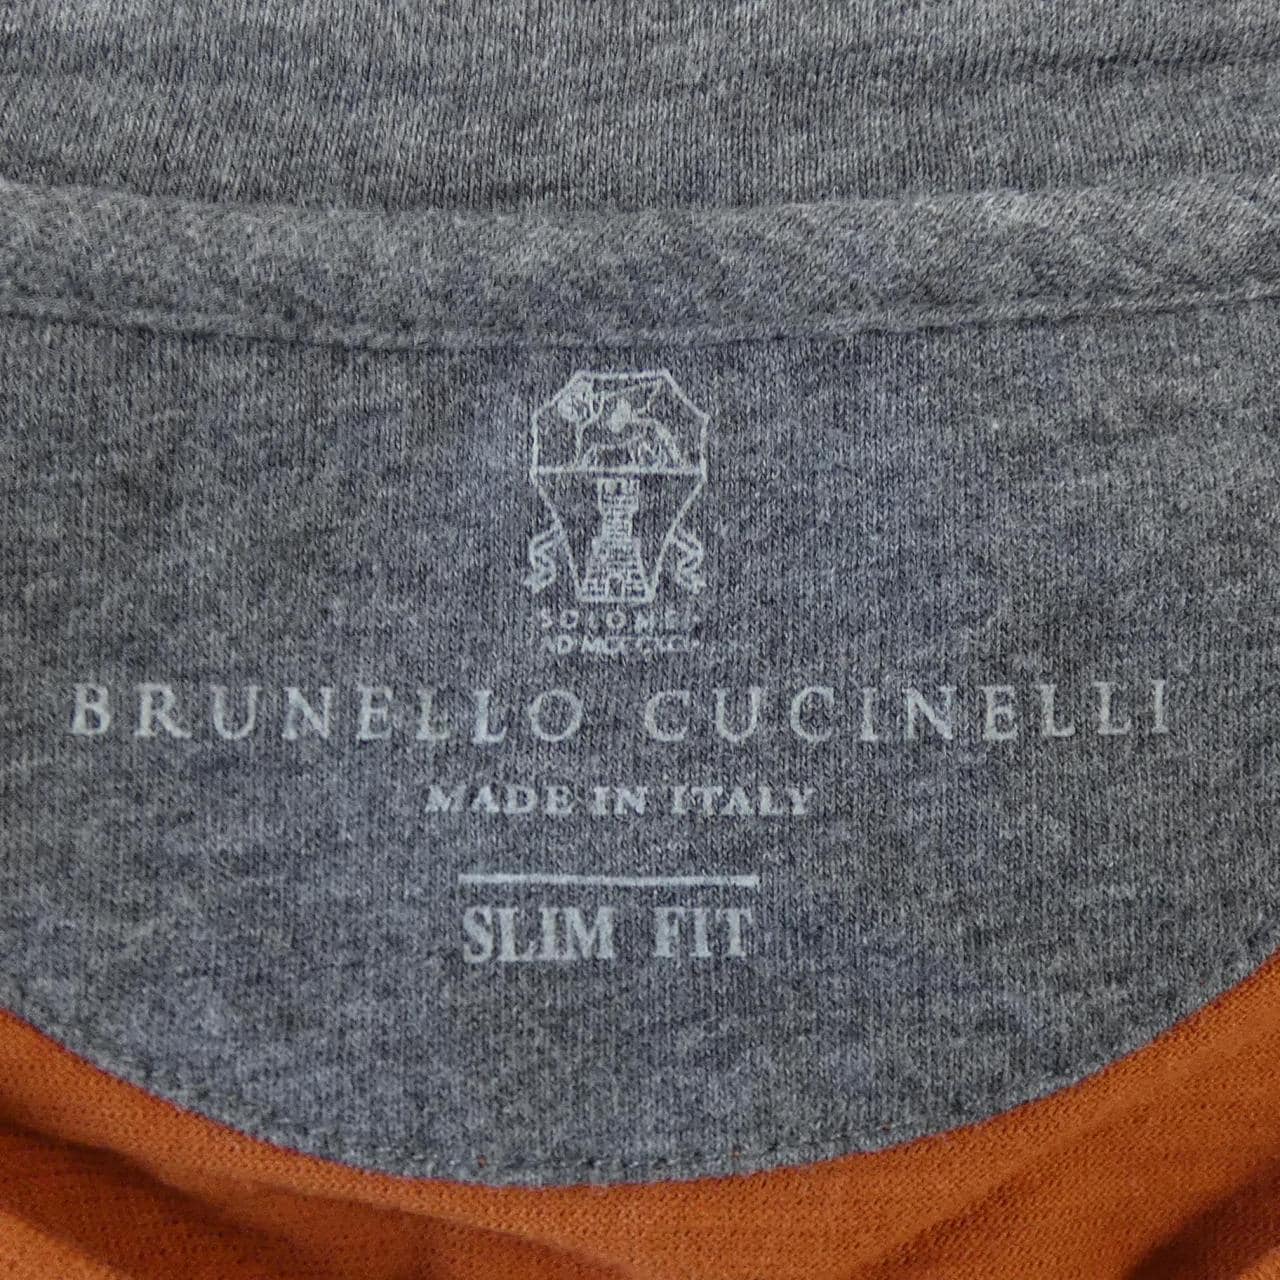 BRUNELLO CUCINELLI
MADE IN ITALY
SLIM FIT